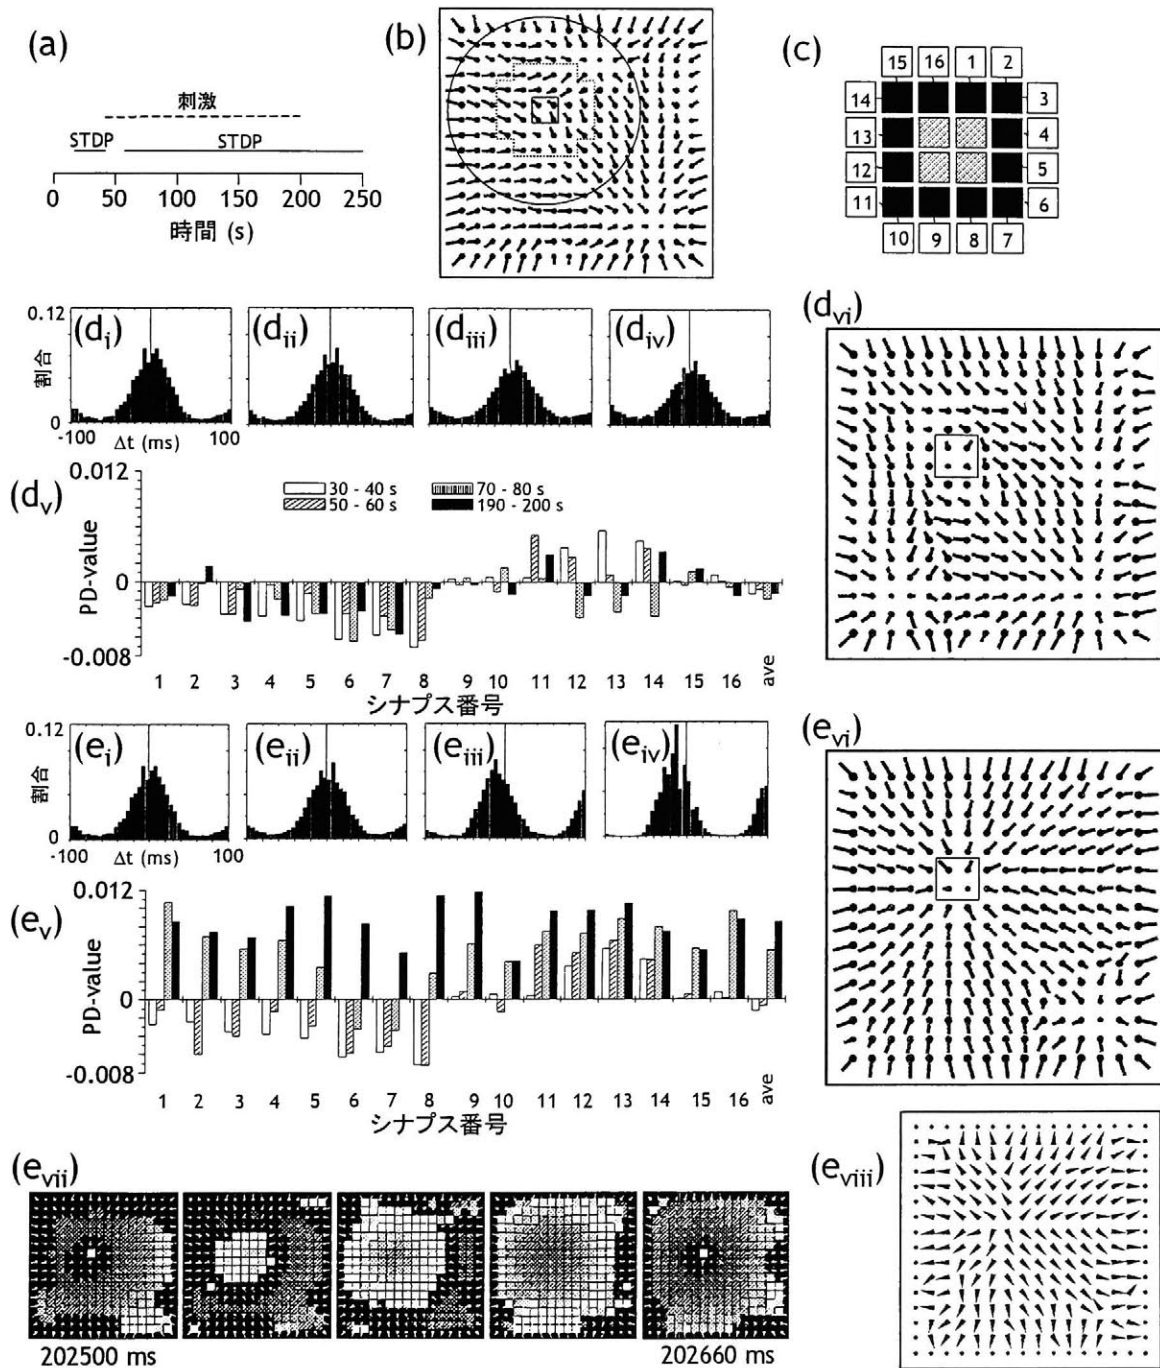 (a)
刺激
STDP
STDP
0 50 100 150 200 250
時間 (s)
(b)
(c)
15 16 1 2
14 3
13 4
12 5
11 6
10 9 8 7
(di)
(dii)
(diii)
(div)
0.12
割合
0
-100 Δt (ms) 100
(dvi)
(dv)
0.012
PD-value
0
-0.008
30 - 40 s
70 - 80 s
50 - 60 s
190 - 200 s
1 2 3 4 5 6 7 8 9 10 11 12 13 14 15 16 ave
シナプス番号
(ei)
(eii)
(eiii)
(eiv)
0.12
割合
0
-100 Δt (ms) 100
(evi)
(ev)
0.012
PD-value
0
-0.008
1 2 3 4 5 6 7 8 9 10 11 12 13 14 15 16 ave
シナプス番号
(evii)
202500 ms
202660 ms
(eviii)